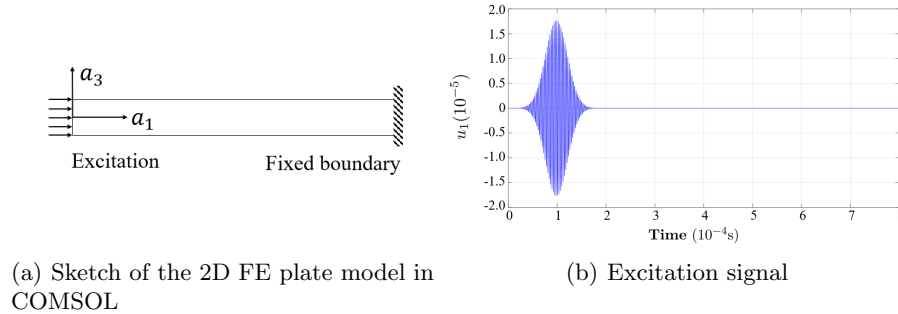 a₃
a₁
Excitation
Fixed boundary
(a) Sketch of the 2D FE plate model in
COMSOL
2.0
1.5
1.0
0.5
0
-0.5
-1.0
-1.5
-2.0
u₁(10⁻⁵)
0 1 2 3 4 5 6 7
Time (10⁻⁴s)
(b) Excitation signal